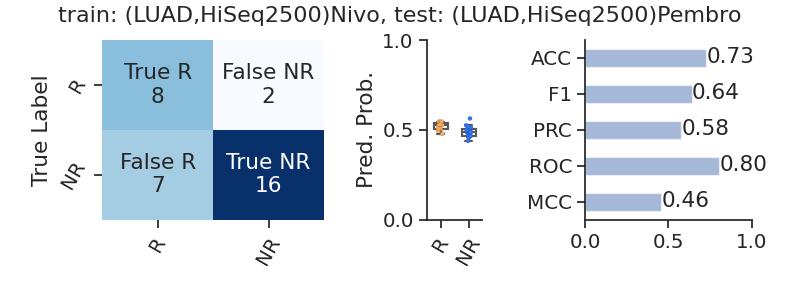 train: (LUAD,HiSeq2500)Nivo, test: (LUAD,HiSeq2500)Pembro
True Label
R
NR
True R
8
False NR
2
False R
7
True NR
16
R
NR
Pred. Prob.
1.0
0.5
0.0
R
NR
ACC
0.73
F1
0.64
PRC
0.58
ROC
0.80
MCC
0.46
0.0
0.5
1.0